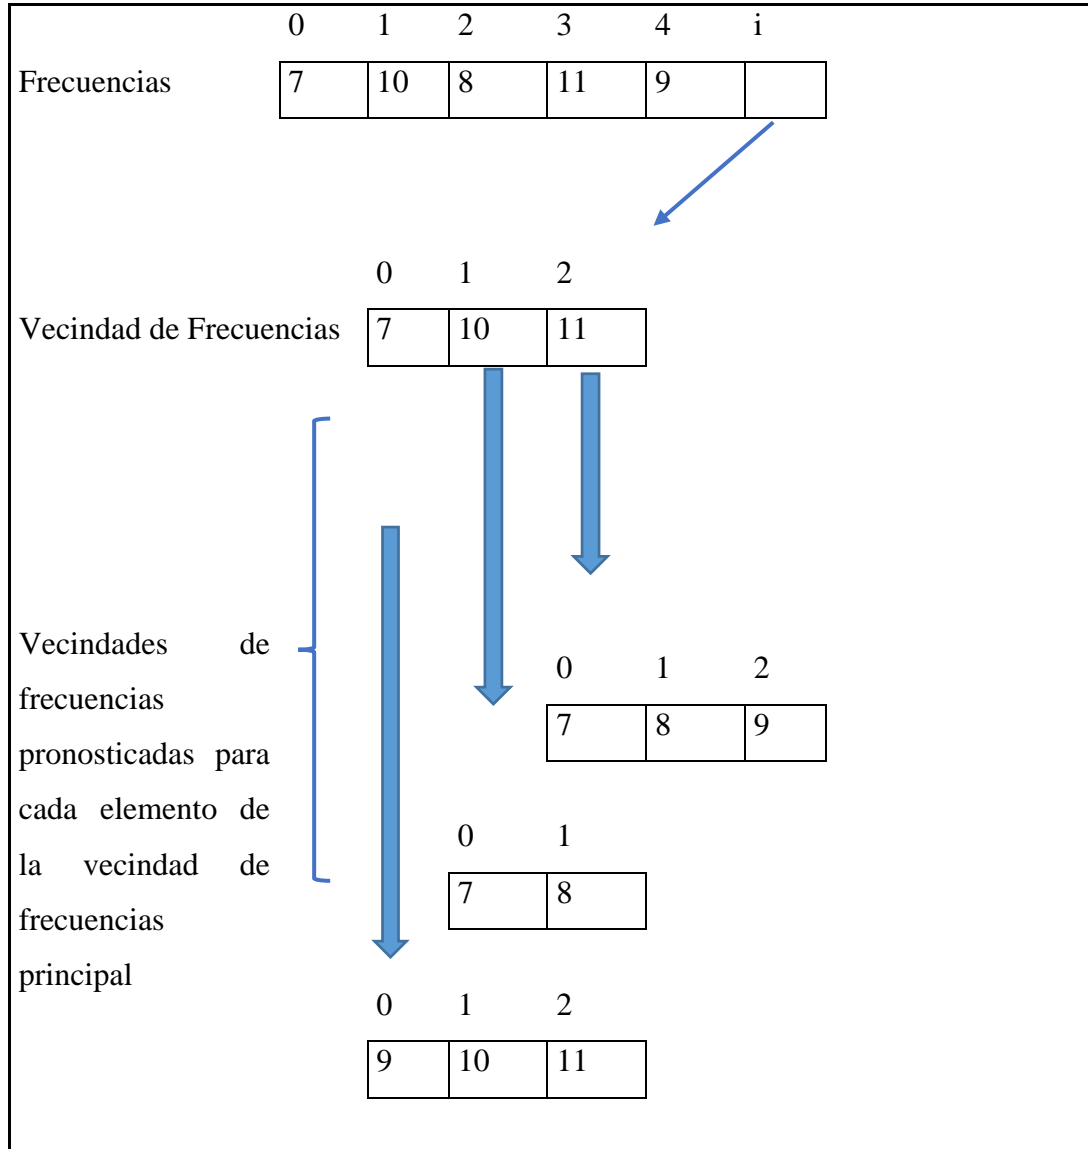 0 1 2 3 4 i
Frecuencias 7 10 8 11 9
0 1 2
Vecindad de Frecuencias 7 10 11
Vecindades de
frecuencias
pronosticadas para
cada elemento de
la vecindad de
frecuencias
principal
0 1 2
7 8 9
0 1
7 8
0 1 2
9 10 11